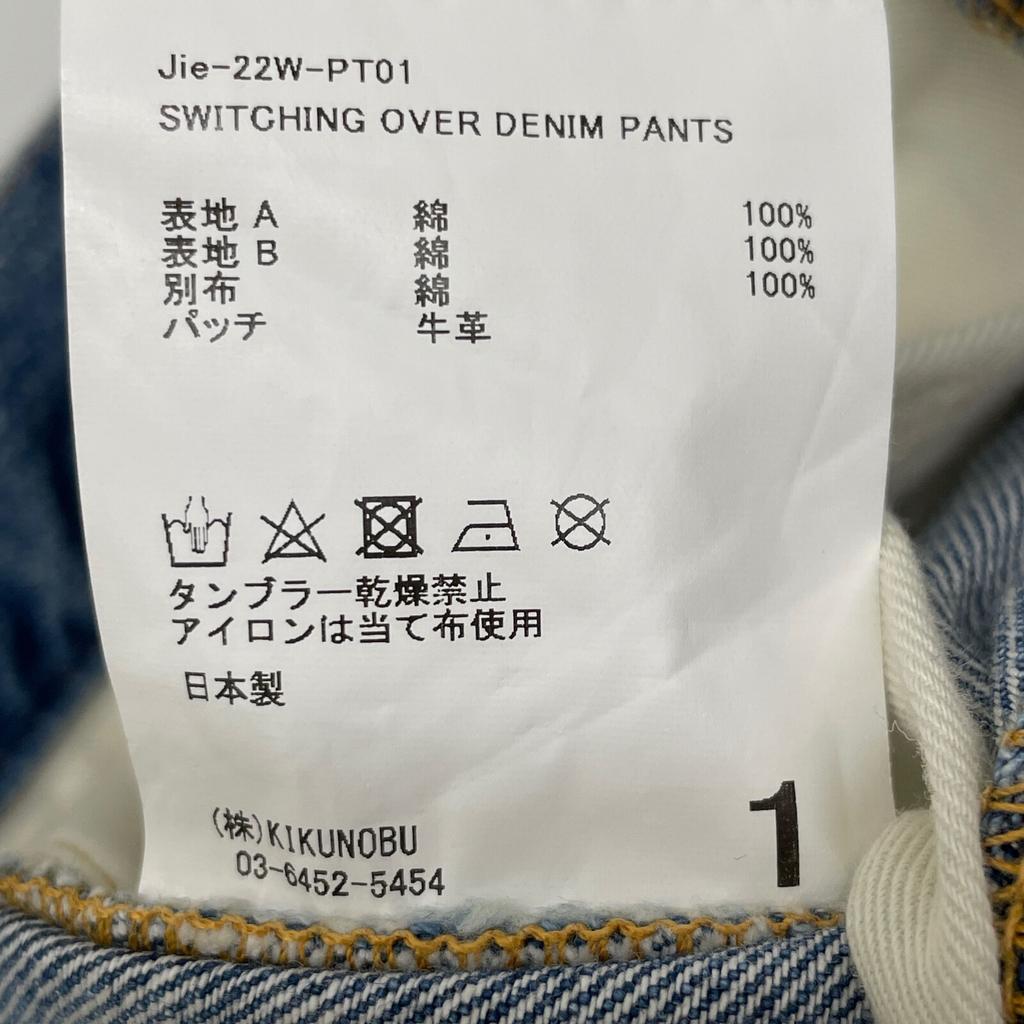 Jie-22W-PT01
SWITCHING OVER DENIM PANTS
表地 A 綿 100%
表地 B 綿 100%
別布 綿 100%
パッチ 牛革
タンブラー乾燥禁止
アイロンは当て布使用
日本製
(株)KIKUNOBU
03-6452-5454
1